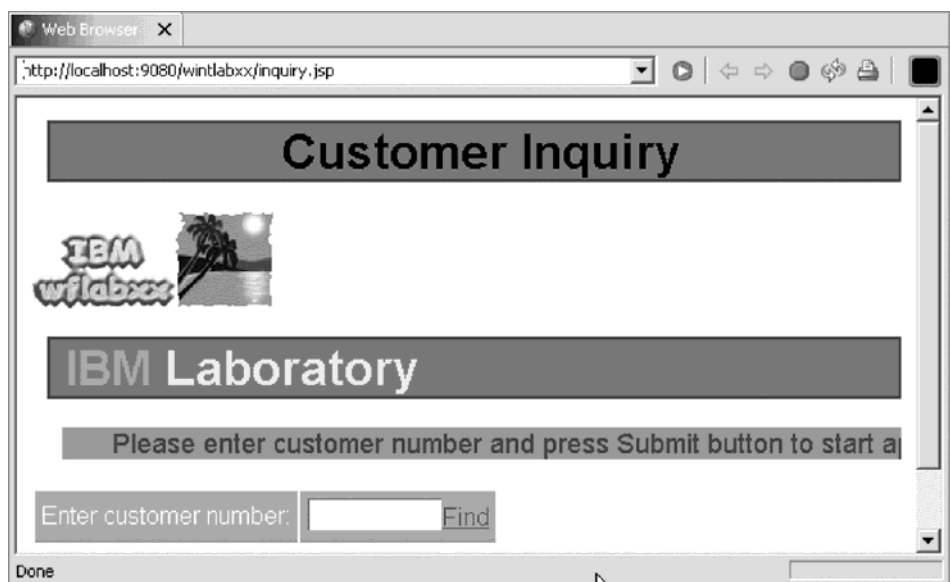 Web Browser
http://localhost:9080/wintlabxx/inquiry.jsp
Customer Inquiry
IBM
wflabxx
IBM Laboratory
Please enter customer number and press Submit button to start
Enter customer number: Find
Done